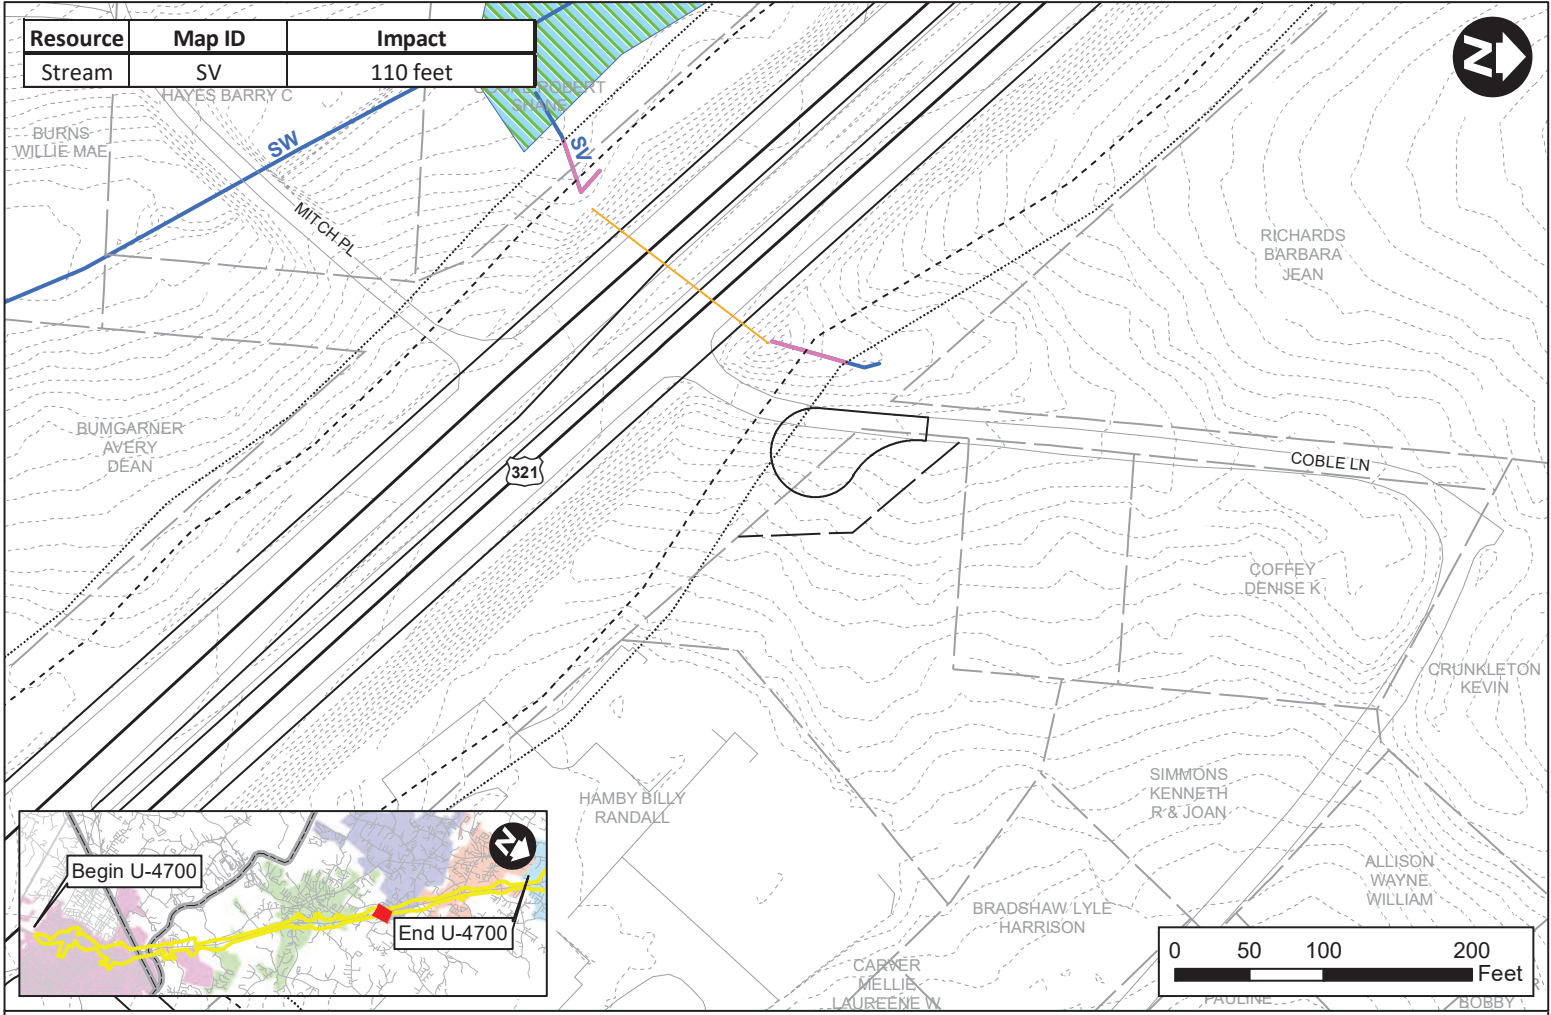 Resource Map ID Impact
Stream SV 110 feet
N
HAYES BARRY C
SHANE
BURNS
WILLIE MAE
SW
SV
MITCH PL
RICHARDS
BARBARA
JEAN
BUMGARNER
AVERY
DEAN
321
COBLE LN
COFFEY
DENISE K
CRUNKLETON
KEVIN
HAMBY BILLY
RANDALL
SIMMONS
KENNETH
R & JOAN
ALLISON
WAYNE
WILLIAM
BRADSHAW LYLE
HARRISON
CARVER
MELLIE
LAUREENE W
PAULINE
BOBBY
Begin U-4700
N
End U-4700
0 50 100 200
Feet